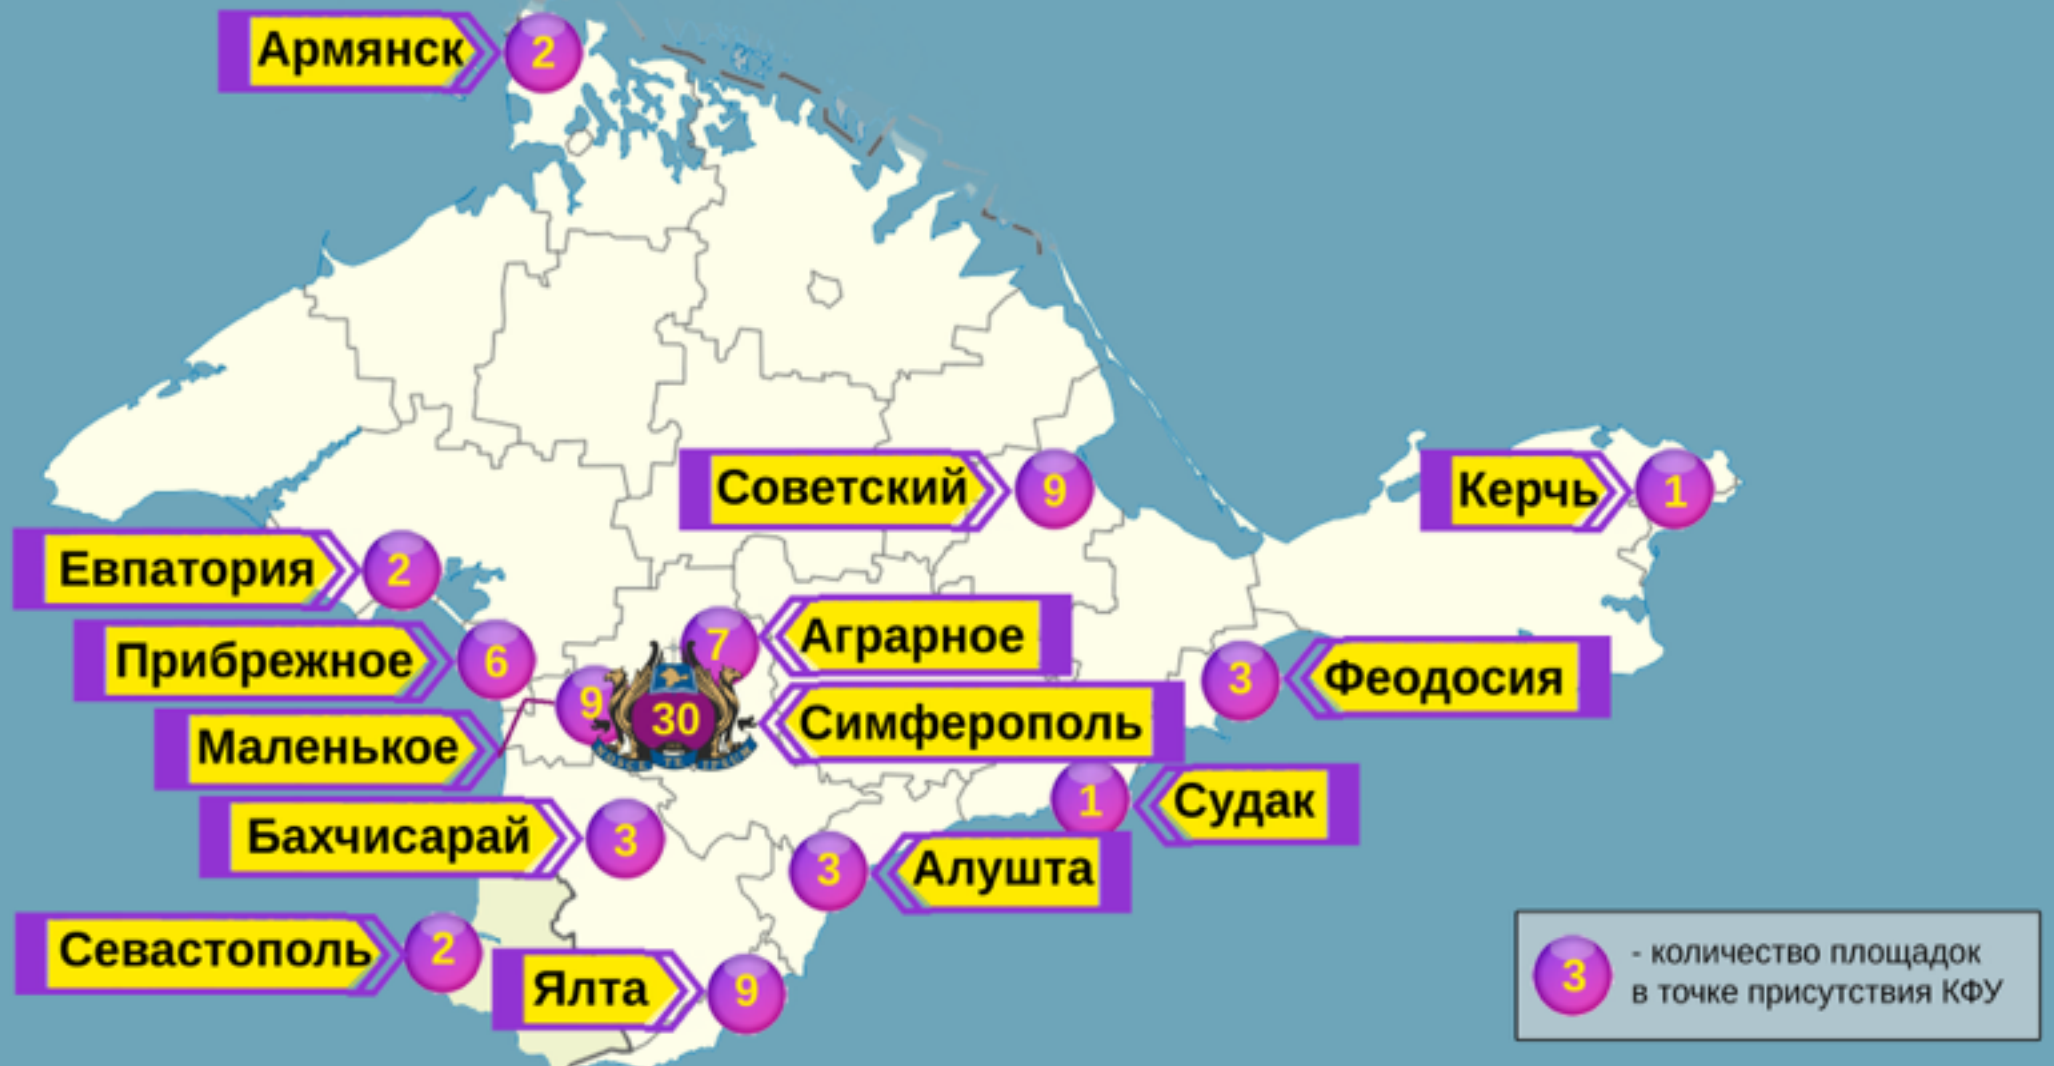 Армянск
2
Советский
9
Керчь
1
Евпатория
2
Прибрежное
6
7
Аграрное
Маленькое
9
30
Симферополь
3
Феодосия
1
Судак
Бахчисарай
3
3
Алушта
Севастополь
2
Ялта
9
3
- количество площадок
в точке присутствия КФУ